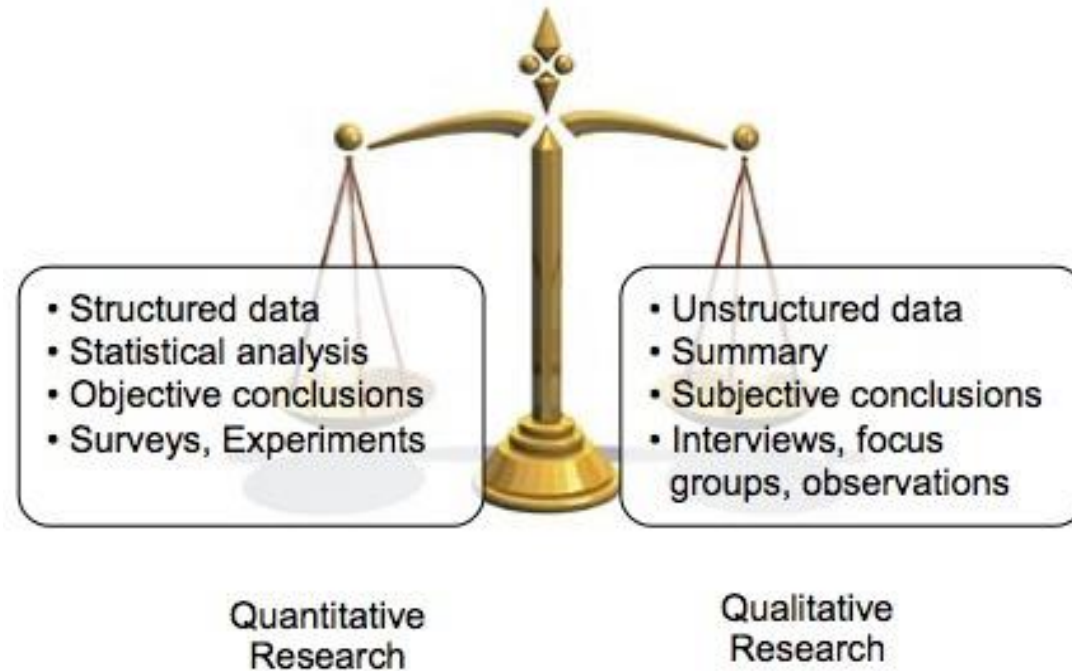 • Structured data
• Statistical analysis
• Objective conclusions
• Surveys, Experiments
• Unstructured data
• Summary
• Subjective conclusions
• Interviews, focus
groups, observations
Quantitative
Research
Qualitative
Research